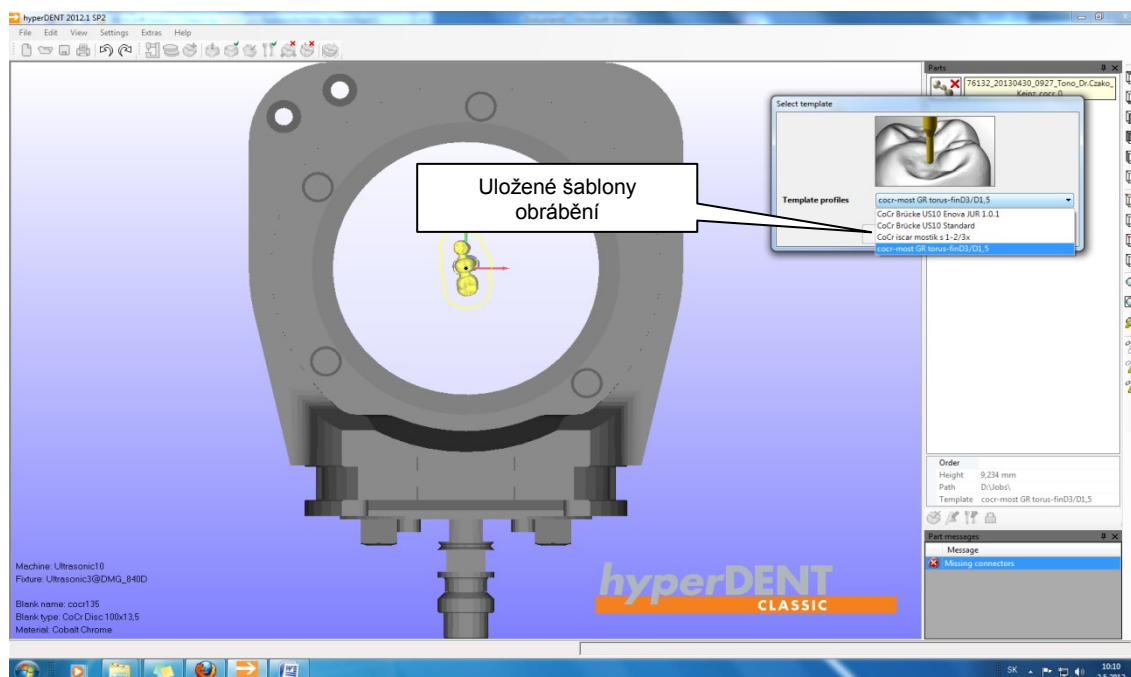 hyperDENT 2012.1 SP2
File Edit View Settings Extras Help
Parts
76132_20130430_0927_Tono_Dr.Czako_
Keinz_cocr_0
Select template
Template profiles
cocr-most GR torus-finD3/D1,5
CoCr Brücke US10 Enova JUR 1.0.1
CoCr Brücke US10 Standard
CoCr iscar mostik s 1-2/3x
cocr-most GR torus-finD3/D1,5
Uložené šablony
obrábění
Order
Height 9,234 mm
Path D:\Jobs\
Template cocr-most GR torus-finD3/D1,5
Part messages
Message
Missing connectors
Machine: Ultrasonic10
Fixture: Ultrasonic3@DMG_840D
Blank name: cocr135
Blank type: CoCr Disc 100x13,5
Material: Cobalt Chrome
hyperDENT
CLASSIC
SK
10:10